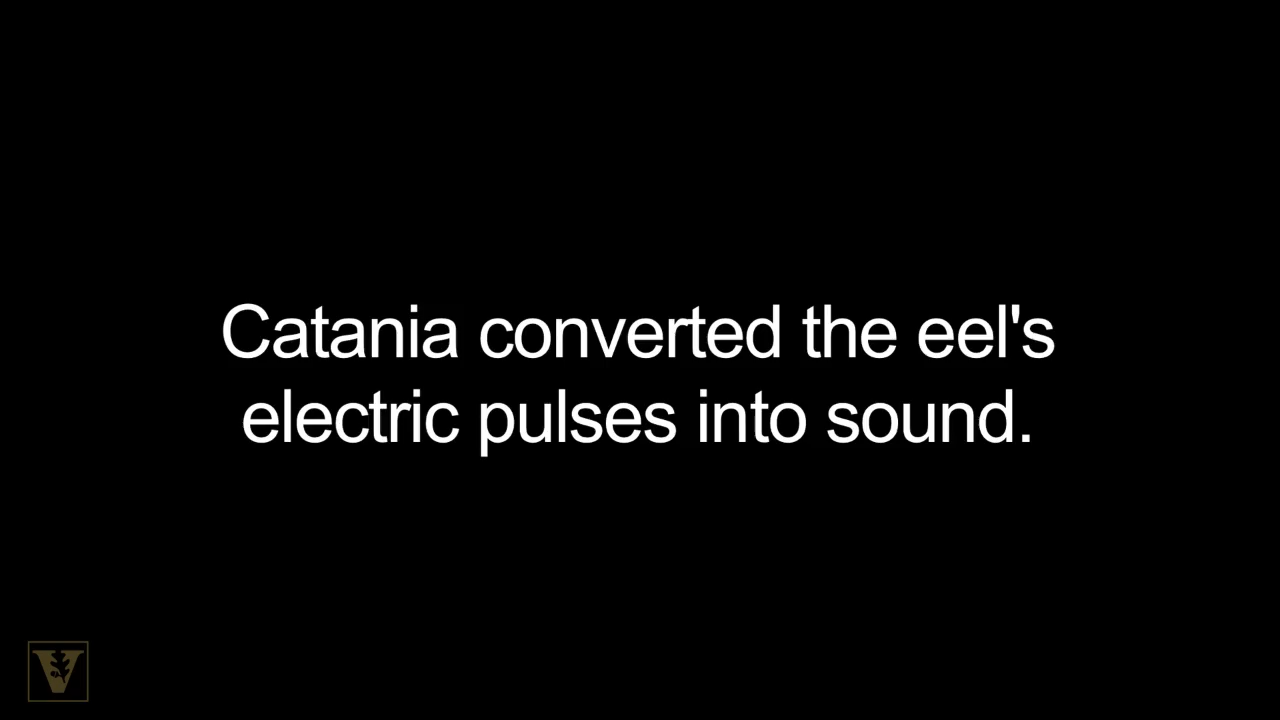 Catania converted the eel's
electric pulses into sound.
V